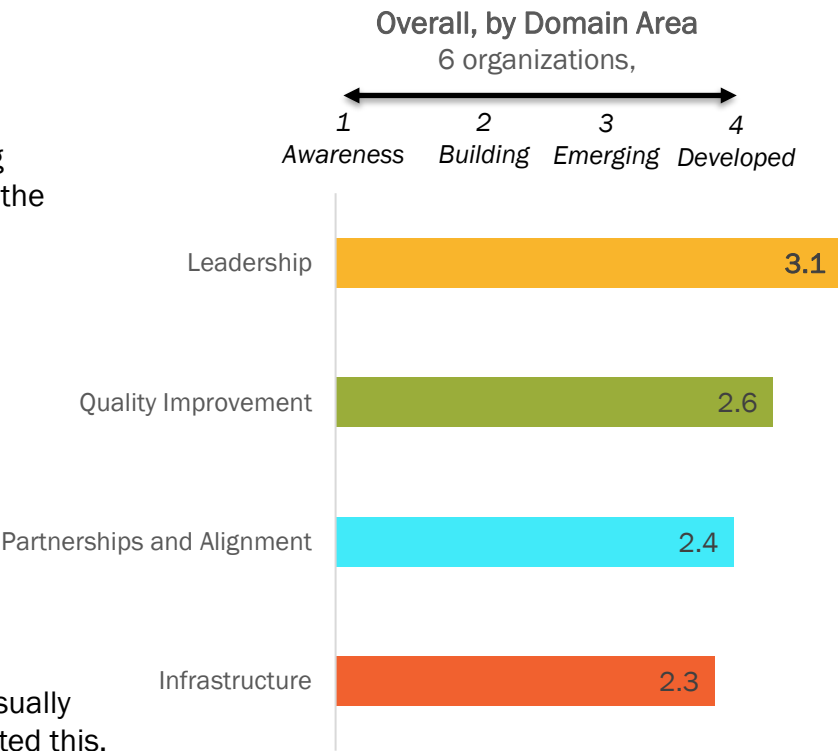 Overall, by Domain Area
6 organizations,
1 2 3 4
Awareness Building Emerging Developed
g
the
Leadership 3.1
Quality Improvement 2.6
Partnerships and Alignment 2.4
Infrastructure 2.3
sually
ted this.